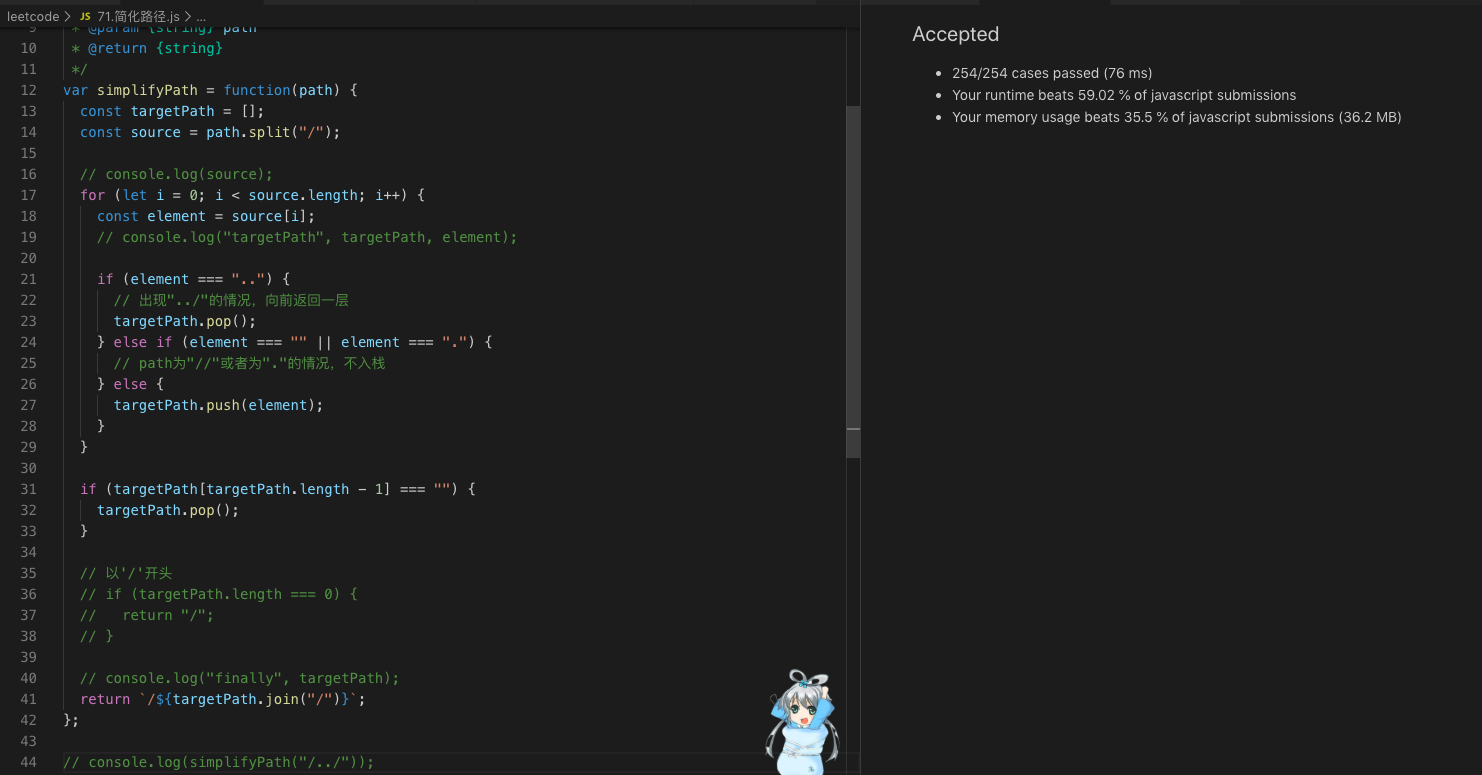 leetcode > JS 71.简化路径.js > ...
9 * @param {string} path
10 * @return {string}
11 */
12 var simplifyPath = function(path) {
13 const targetPath = [];
14 const source = path.split("/");
15
16 // console.log(source);
17 for (let i = 0; i < source.length; i++) {
18 const element = source[i];
19 // console.log("targetPath", targetPath, element);
20
21 if (element === "..") {
22 // 出现"../"的情况，向前返回一层
23 targetPath.pop();
24 } else if (element === "" || element === ".") {
25 // path为"//"或者为"."的情况，不入栈
26 } else {
27 targetPath.push(element);
28 }
29 }
30
31 if (targetPath[targetPath.length - 1] === "") {
32 targetPath.pop();
33 }
34
35 // 以'/'开头
36 // if (targetPath.length === 0) {
37 //   return "/";
38 // }
39
40 // console.log("finally", targetPath);
41 return `/${targetPath.join("/")}`;
42 };
43
44 // console.log(simplifyPath("/../"));
Accepted
• 254/254 cases passed (76 ms)
• Your runtime beats 59.02 % of javascript submissions
• Your memory usage beats 35.5 % of javascript submissions (36.2 MB)